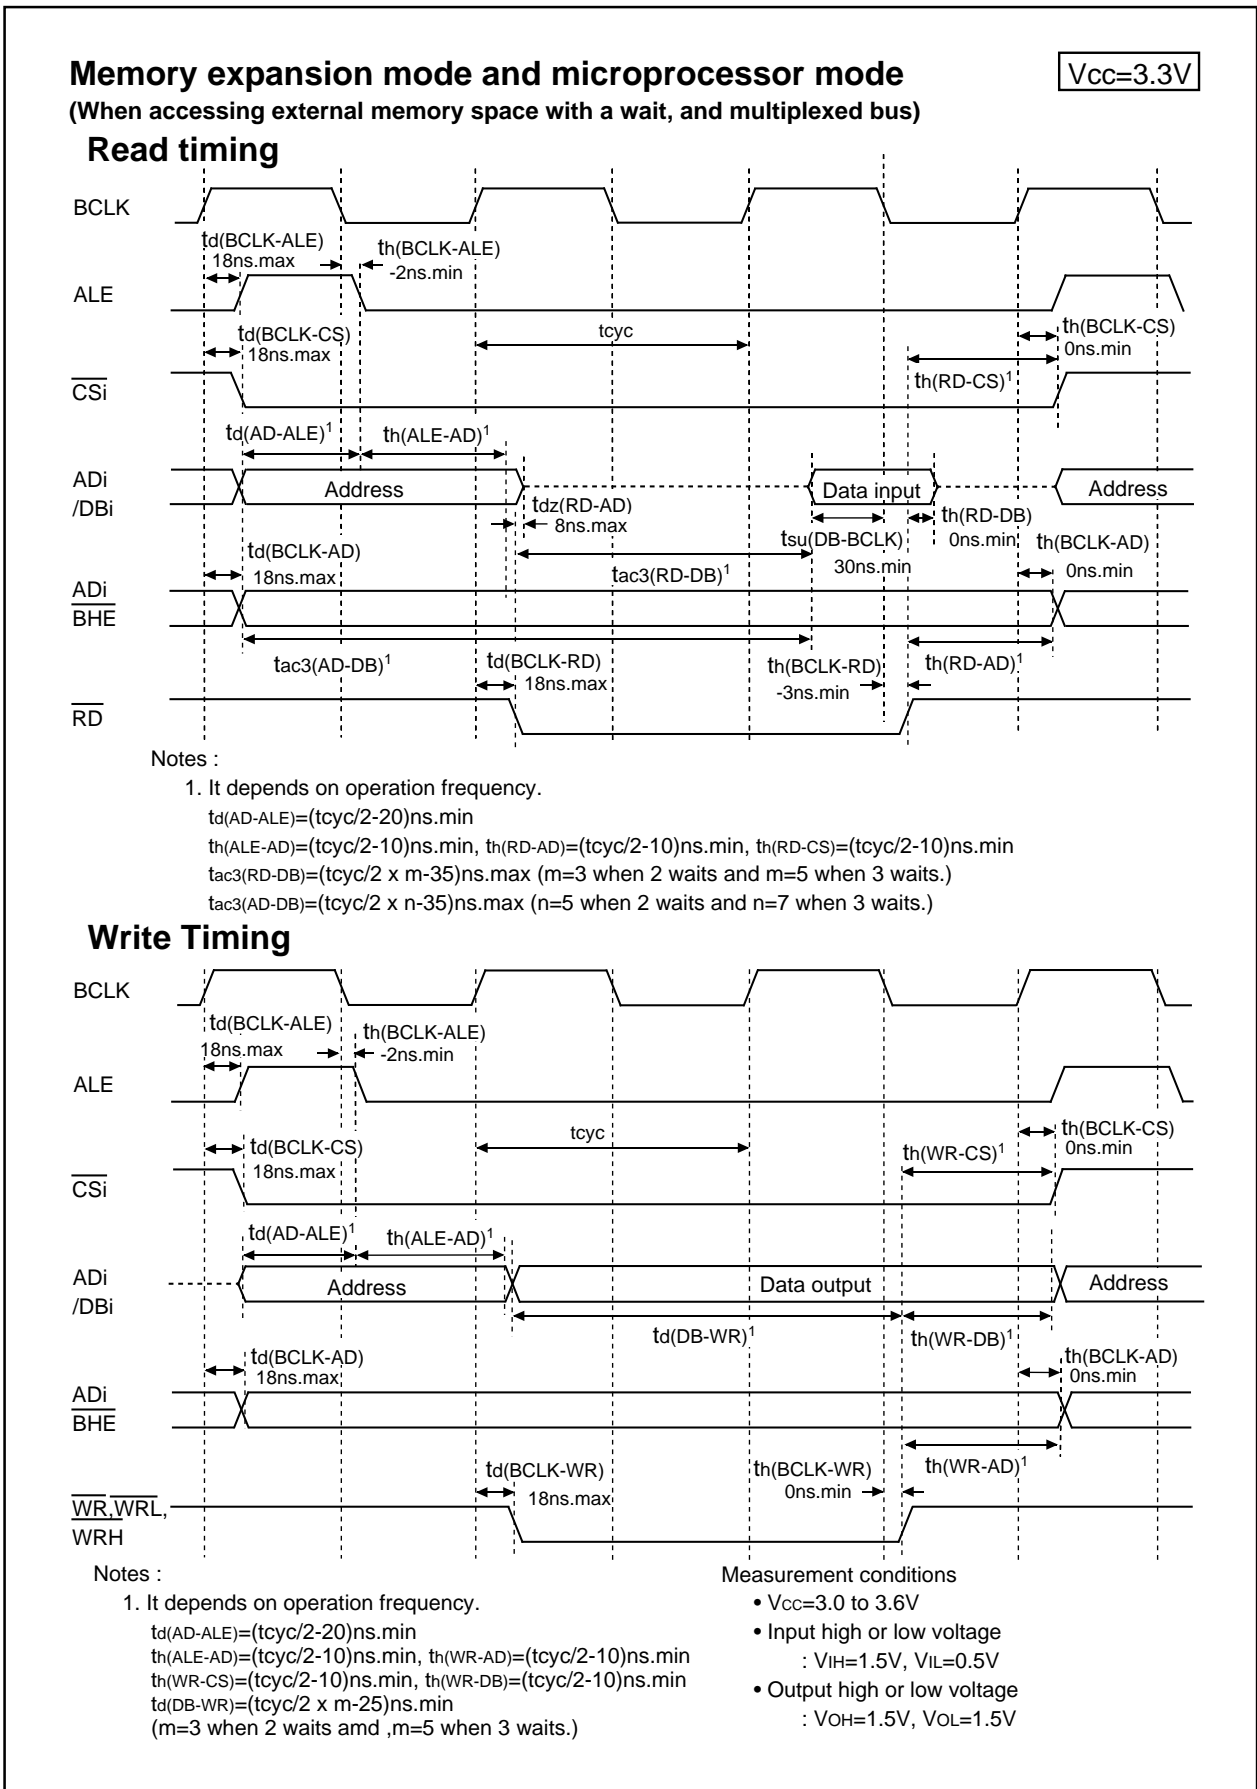 Memory expansion mode and microprocessor mode
Vcc=3.3V
(When accessing external memory space with a wait, and multiplexed bus)
Read timing
BCLK
td(BCLK-ALE)
18ns.max
th(BCLK-ALE)
-2ns.min
ALE
td(BCLK-CS)
18ns.max
tcyc
th(BCLK-CS)
0ns.min
th(RD-CS)1
CSi
td(AD-ALE)1
th(ALE-AD)1
ADi
/DBi
Address
Data input
Address
tdz(RD-AD)
8ns.max
th(RD-DB)
0ns.min
tsu(DB-BCLK)
30ns.min
td(BCLK-AD)
18ns.max
tac3(RD-DB)1
th(BCLK-AD)
0ns.min
ADi
BHE
tac3(AD-DB)1
td(BCLK-RD)
18ns.max
th(BCLK-RD)
-3ns.min
th(RD-AD)1
RD
Notes :
1. It depends on operation frequency.
td(AD-ALE)=(tcyc/2-20)ns.min
th(ALE-AD)=(tcyc/2-10)ns.min, th(RD-AD)=(tcyc/2-10)ns.min, th(RD-CS)=(tcyc/2-10)ns.min
tac3(RD-DB)=(tcyc/2 x m-35)ns.max (m=3 when 2 waits and m=5 when 3 waits.)
tac3(AD-DB)=(tcyc/2 x n-35)ns.max (n=5 when 2 waits and n=7 when 3 waits.)
Write Timing
BCLK
td(BCLK-ALE)
18ns.max
th(BCLK-ALE)
-2ns.min
ALE
td(BCLK-CS)
18ns.max
tcyc
th(BCLK-CS)
0ns.min
th(WR-CS)1
CSi
td(AD-ALE)1
th(ALE-AD)1
ADi
/DBi
Address
Data output
Address
td(DB-WR)1
th(WR-DB)1
td(BCLK-AD)
18ns.max
th(BCLK-AD)
0ns.min
ADi
BHE
td(BCLK-WR)
18ns.max
th(BCLK-WR)
0ns.min
th(WR-AD)1
WR,WRL,
WRH
Notes :
1. It depends on operation frequency.
td(AD-ALE)=(tcyc/2-20)ns.min
th(ALE-AD)=(tcyc/2-10)ns.min, th(WR-AD)=(tcyc/2-10)ns.min
th(WR-CS)=(tcyc/2-10)ns.min, th(WR-DB)=(tcyc/2-10)ns.min
td(DB-WR)=(tcyc/2 x m-25)ns.min
(m=3 when 2 waits amd ,m=5 when 3 waits.)
Measurement conditions
• VCC=3.0 to 3.6V
• Input high or low voltage
: VIH=1.5V, VIL=0.5V
• Output high or low voltage
: VOH=1.5V, VOL=1.5V